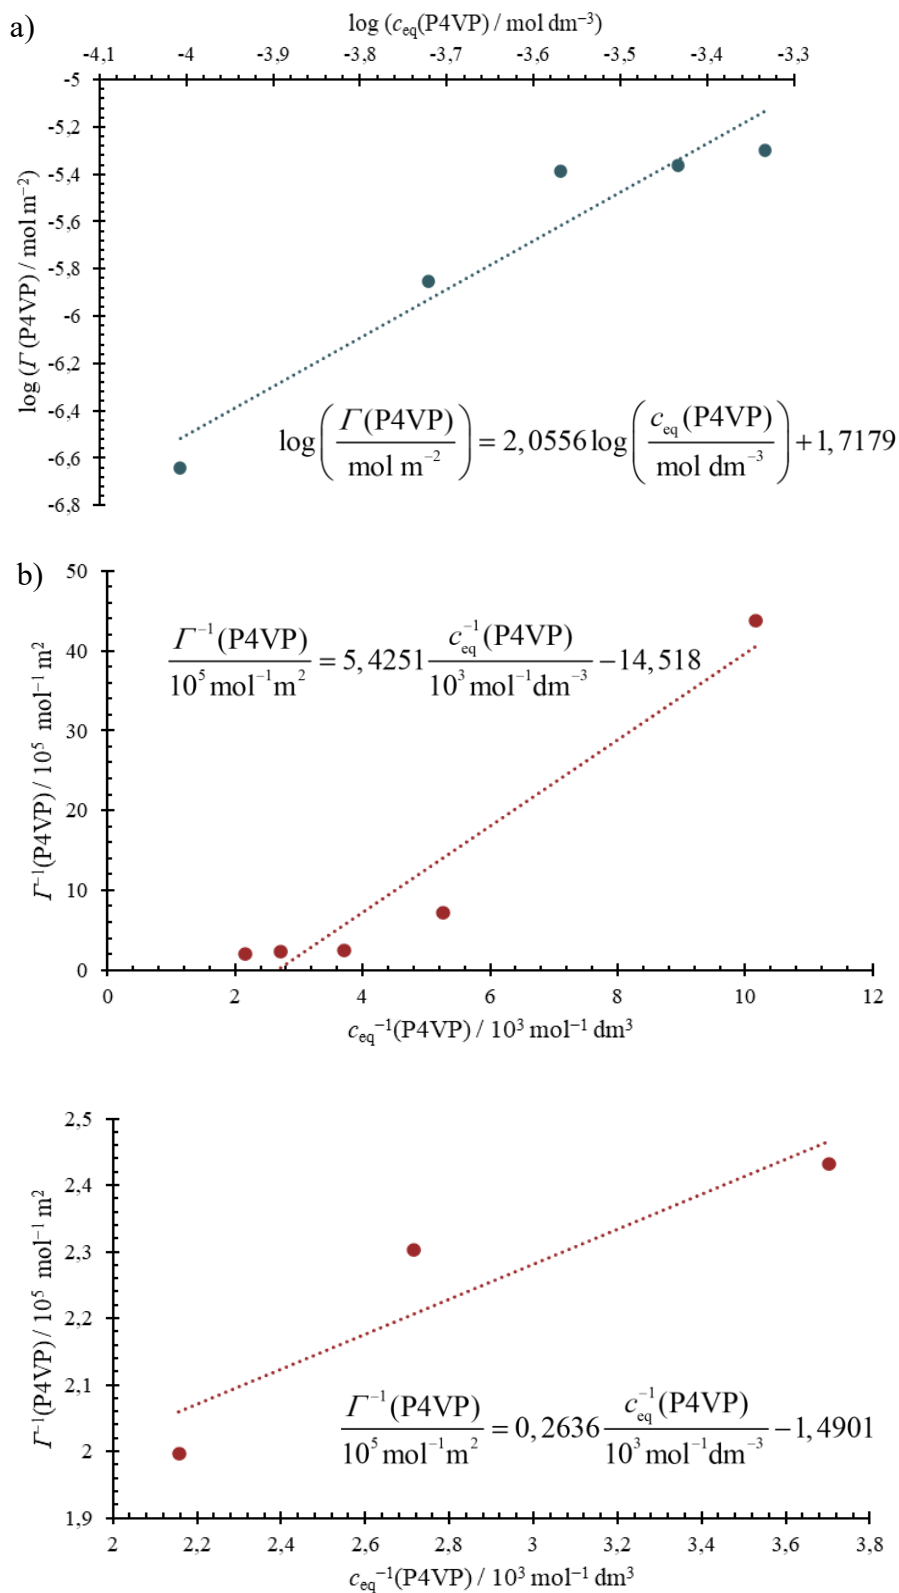 a)
log (ceq(P4VP) / mol dm⁻³)
-4,1 -4 -3,9 -3,8 -3,7 -3,6 -3,5 -3,4 -3,3
-5
-5,2
-5,4
-5,6
-5,8
-6
-6,2
-6,4
-6,6
-6,8
log (Γ (P4VP) / mol m⁻²)
log(Γ(P4VP) / mol m⁻²) = 2,0556 log(ceq(P4VP) / mol dm⁻³) + 1,7179
b)
50
40
30
20
10
0
Γ⁻¹(P4VP) / 10⁵ mol⁻¹ m²
Γ⁻¹(P4VP) / 10⁵ mol⁻¹m² = 5,4251 ceq⁻¹(P4VP) / 10³ mol⁻¹dm⁻³ −14,518
0 2 4 6 8 10 12
ceq⁻¹(P4VP) / 10³ mol⁻¹ dm³
2,5
2,4
2,3
2,2
2,1
2
1,9
Γ⁻¹(P4VP) / 10⁵ mol⁻¹ m²
Γ⁻¹(P4VP) / 10⁵ mol⁻¹m² = 0,2636 ceq⁻¹(P4VP) / 10³ mol⁻¹dm⁻³ −1,4901
2 2,2 2,4 2,6 2,8 3 3,2 3,4 3,6 3,8
ceq⁻¹(P4VP) / 10³ mol⁻¹ dm³